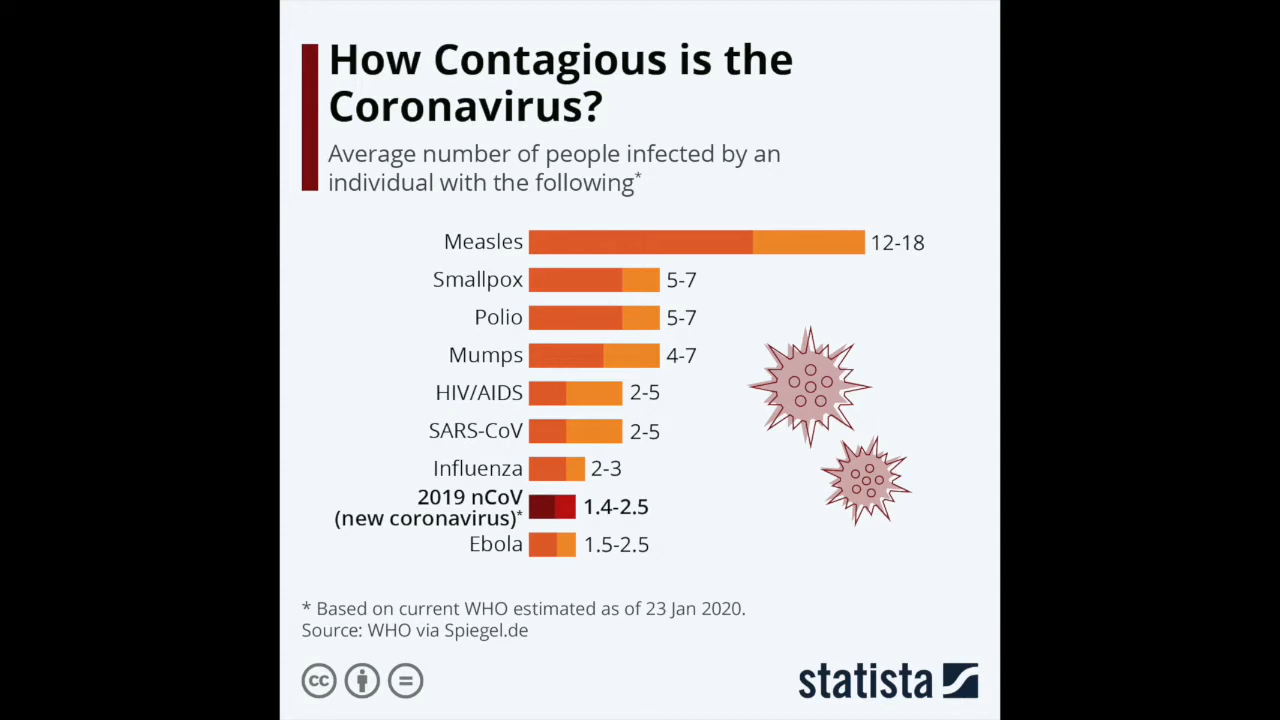 How Contagious is the
Coronavirus?
Average number of people infected by an
individual with the following*
Measles 12-18
Smallpox 5-7
Polio 5-7
Mumps 4-7
HIV/AIDS 2-5
SARS-CoV 2-5
Influenza 2-3
2019 nCoV
(new coronavirus)* 1.4-2.5
Ebola 1.5-2.5
* Based on current WHO estimated as of 23 Jan 2020.
Source: WHO via Spiegel.de
cc
statista